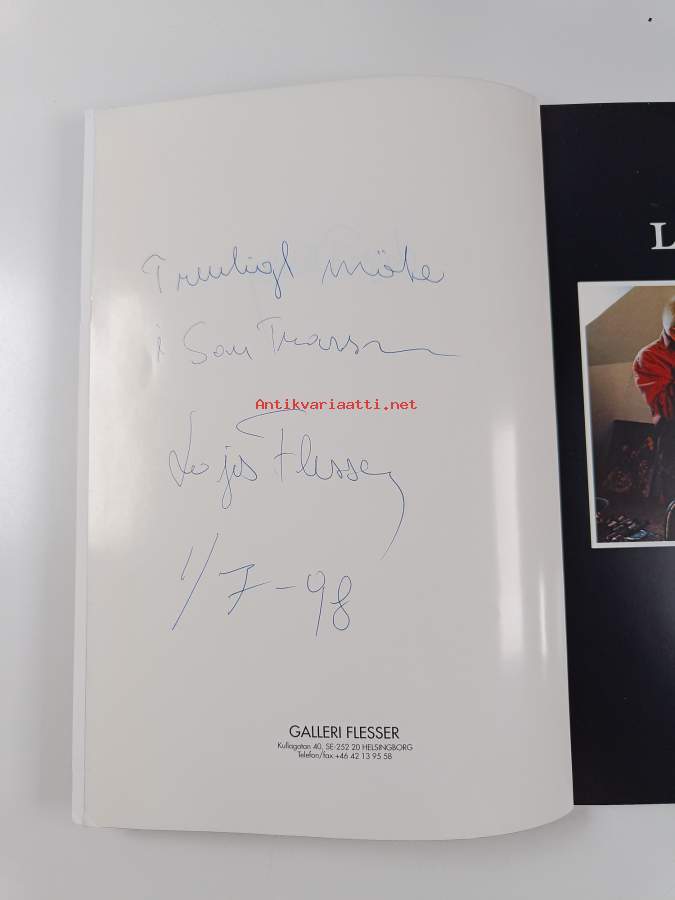 Trevligt möte
i San
Antikvariaatti.net
Flesser
1/7-98
GALLERI FLESSER
Kullagatan 40, SE-252 20 HELSINGBORG
Telefon/fax:+46 42 13 95 58
L